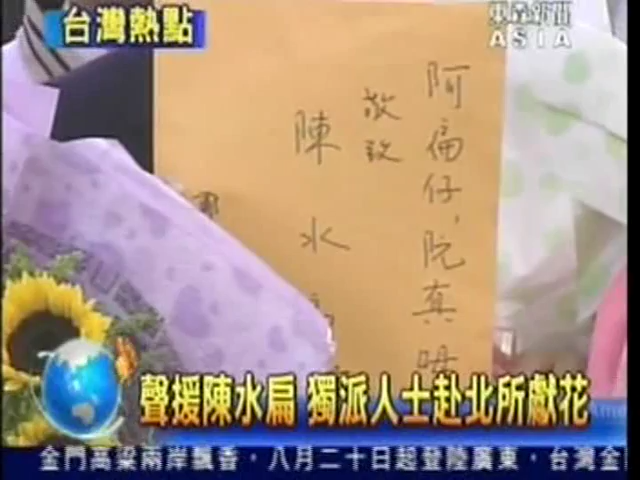 台灣熱點
東森新聞
ASIA
阿扁仔,阮真
敬致
陳水
聲援陳水扁 獨派人士赴北所獻花
金門高梁兩岸飄香・八月二十日起登陸廣東・台灣金